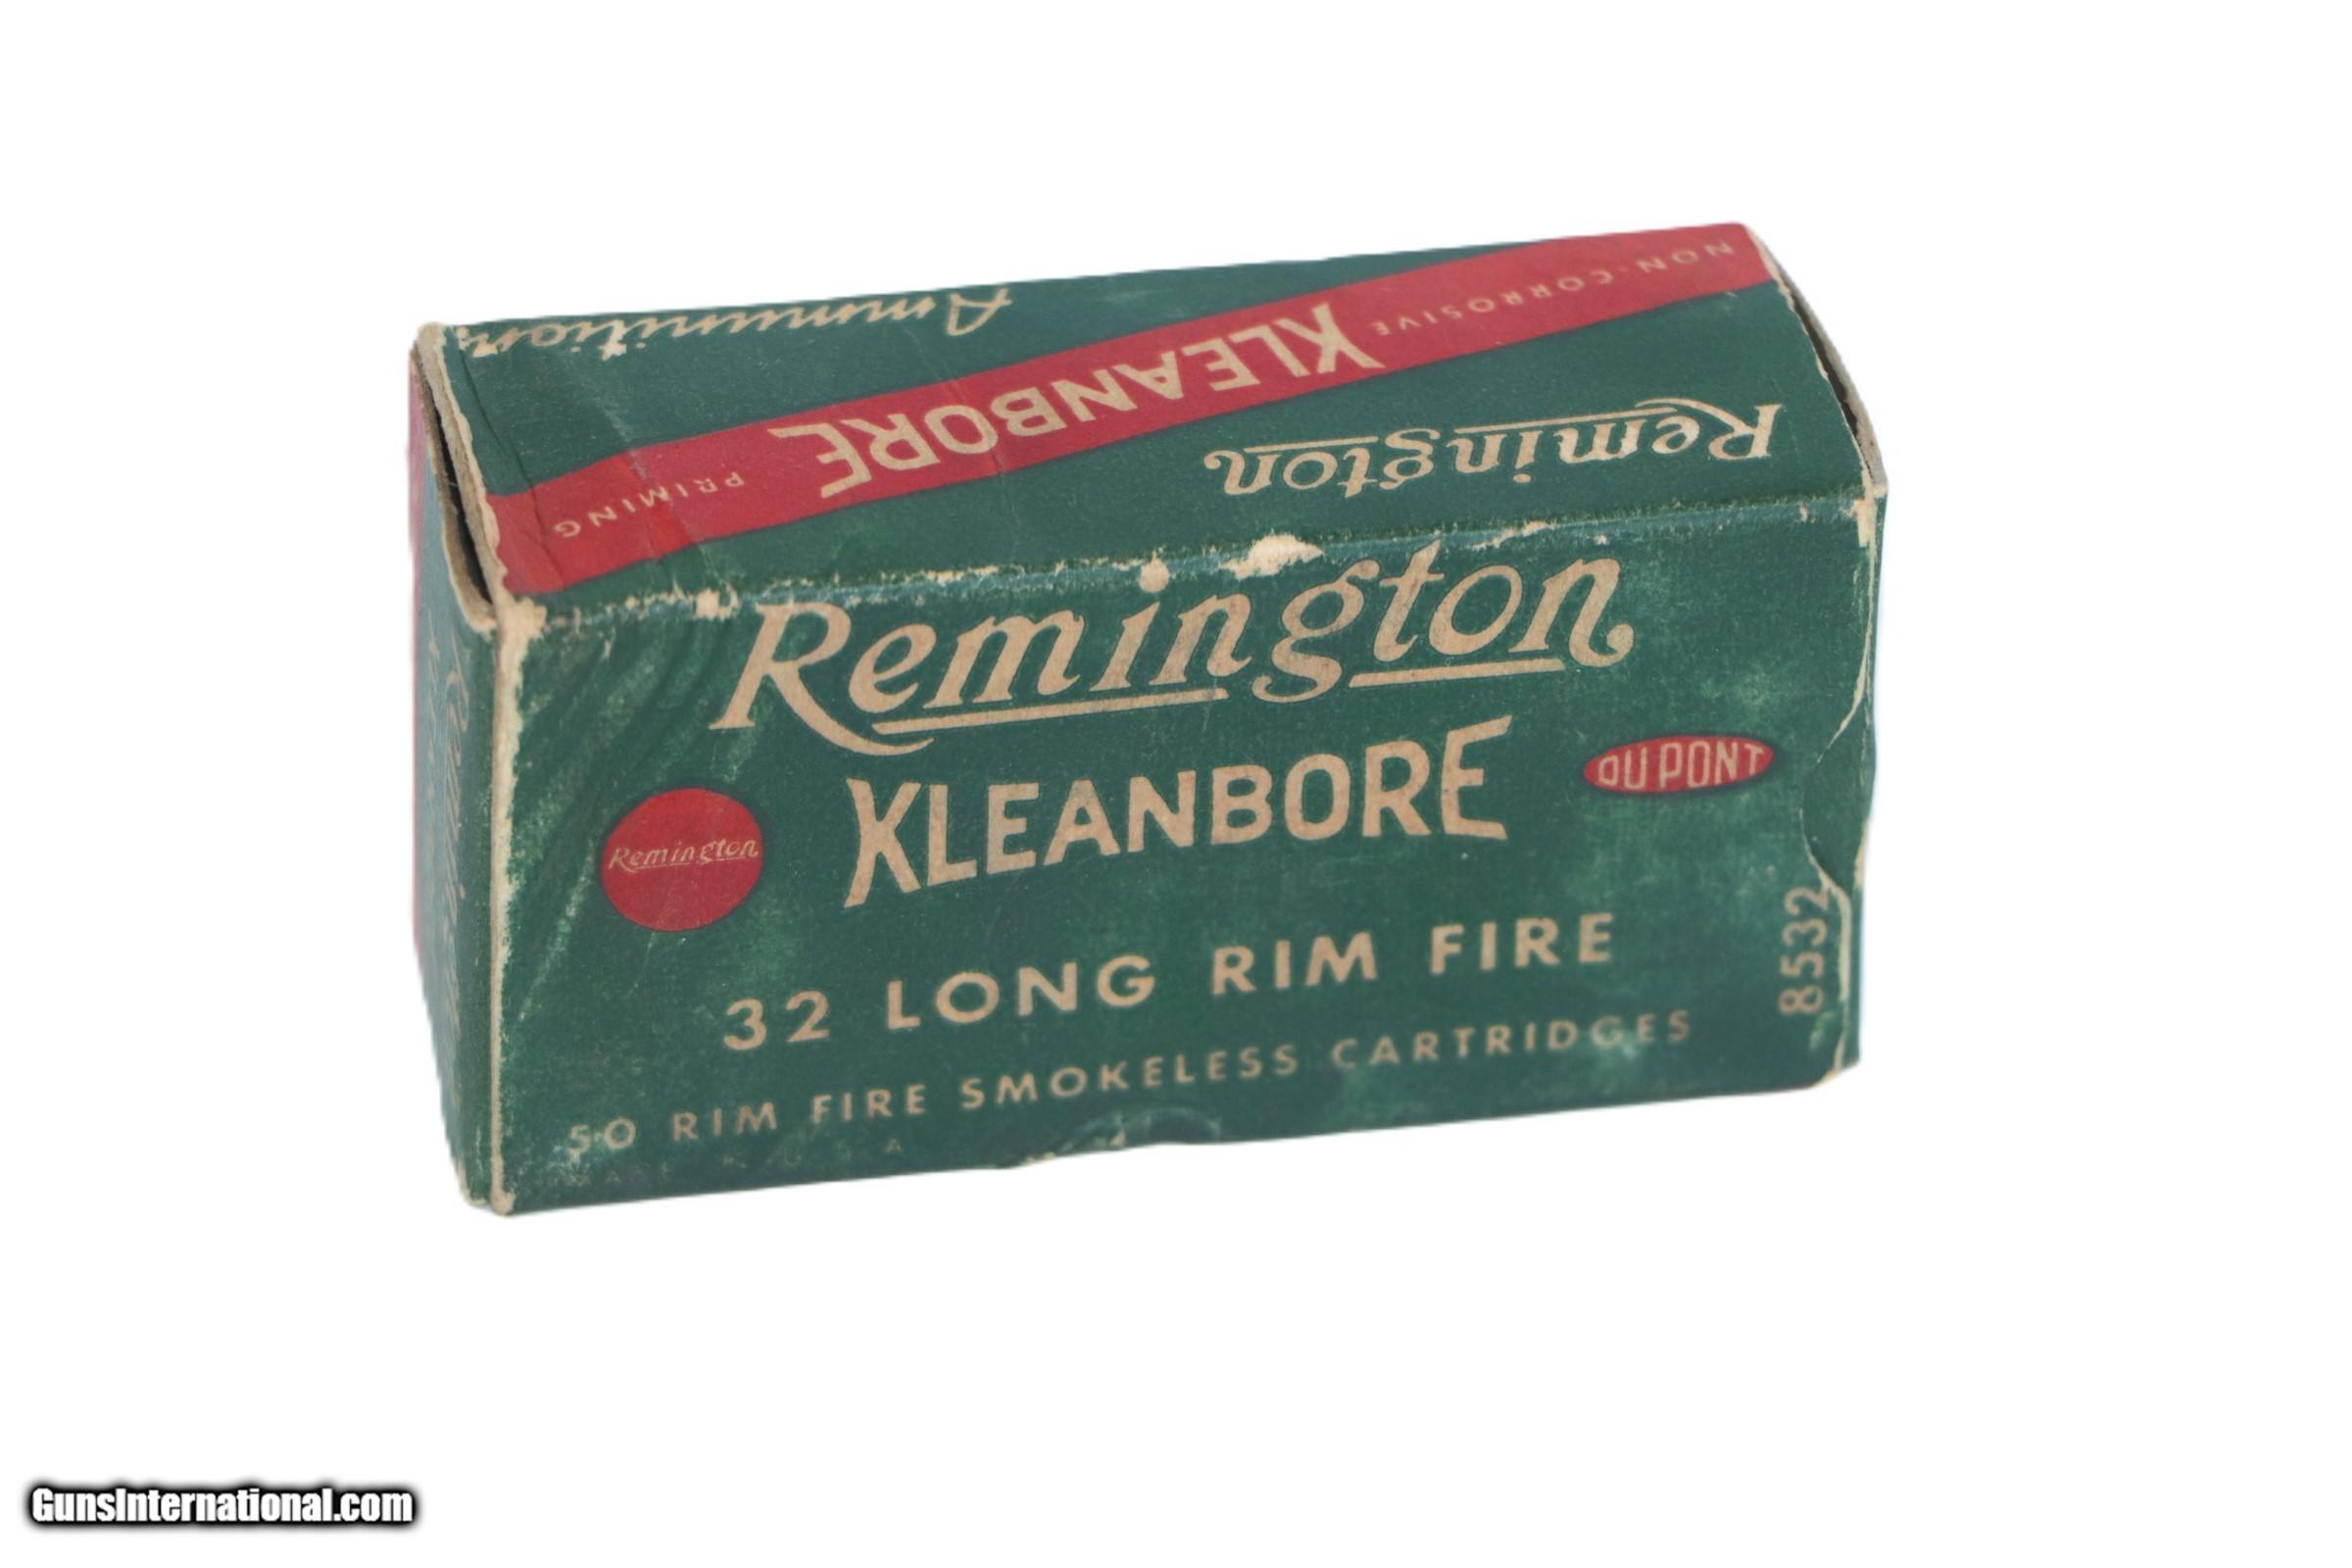 Ammunition
NON-CORROSIVE KLEANBORE PRIMING
Remington
Remington
KLEANBORE
DU PONT
Remington
32 LONG RIM FIRE
8532
50 RIM FIRE SMOKELESS CARTRIDGES
GunsInternational.com